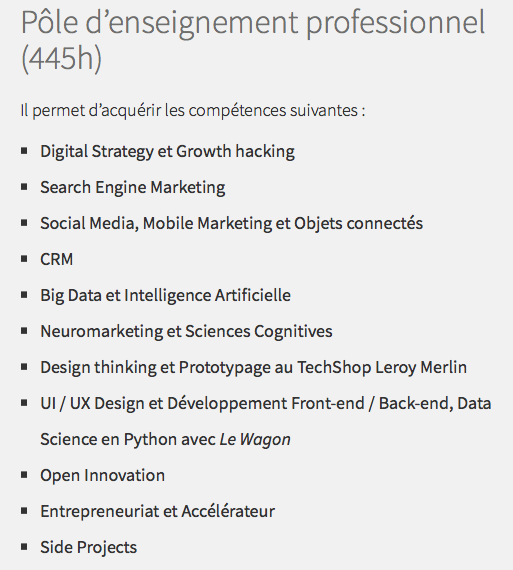 Pôle d’enseignement professionnel
(445h)
Il permet d’acquérir les compétences suivantes :
▪ Digital Strategy et Growth hacking
▪ Search Engine Marketing
▪ Social Media, Mobile Marketing et Objets connectés
▪ CRM
▪ Big Data et Intelligence Artificielle
▪ Neuromarketing et Sciences Cognitives
▪ Design thinking et Prototypage au TechShop Leroy Merlin
▪ UI / UX Design et Développement Front-end / Back-end, Data
Science en Python avec Le Wagon
▪ Open Innovation
▪ Entrepreneuriat et Accélérateur
▪ Side Projects